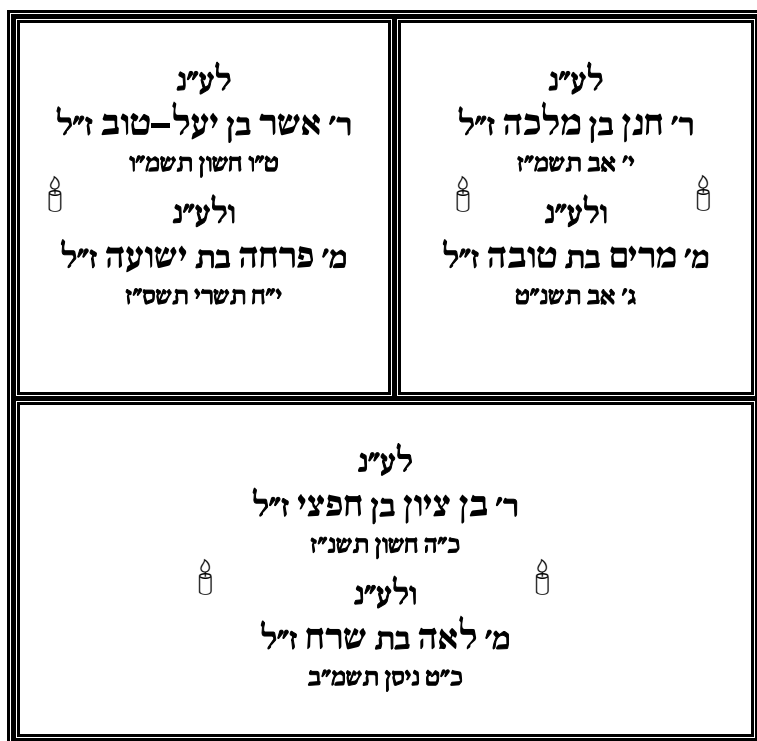 לע"נ
ר' חנן בן מלכה ז"ל
י' אב תשמ"ז
ולע"נ
מ' מרים בת טובה ז"ל
ג' אב תשנ"ט
לע"נ
ר' אשר בן יעל-טוב ז"ל
ט"ו חשון תשמ"ו
ולע"נ
מ' פרחה בת ישועה ז"ל
י"ח תשרי תשס"ז
לע"נ
ר' בן ציון בן חפצי ז"ל
כ"ה חשון תשנ"ז
ולע"נ
מ' לאה בת שרח ז"ל
כ"ט ניסן תשמ"ב